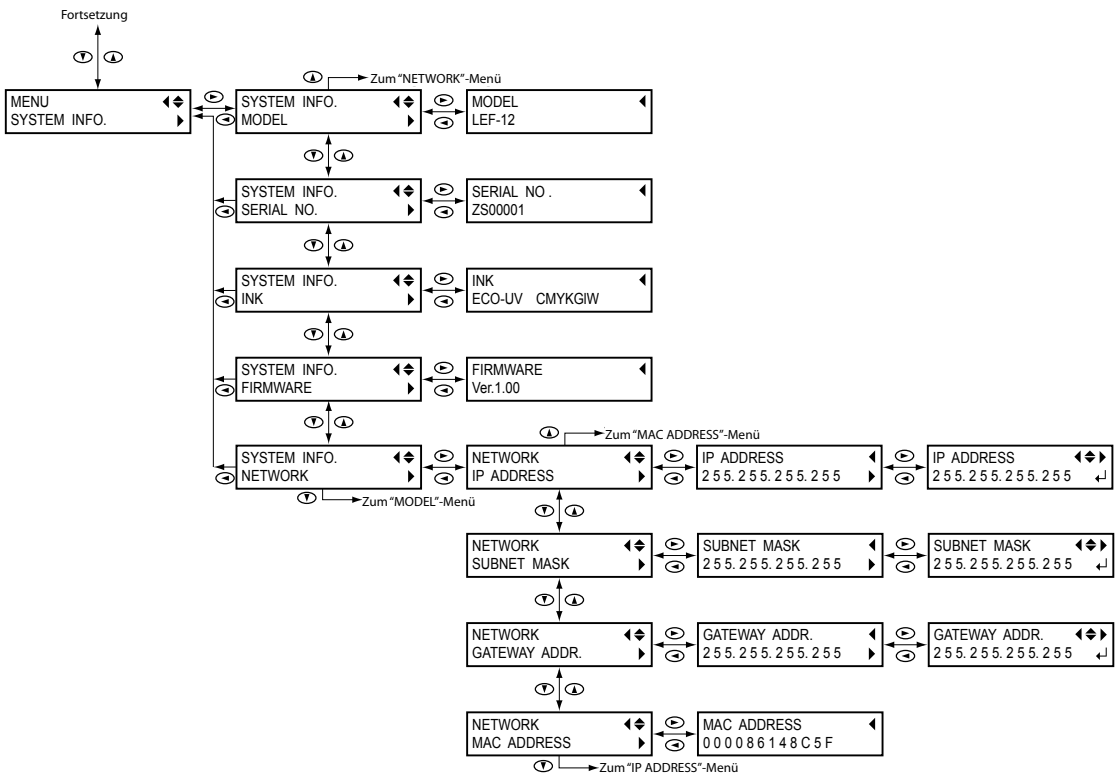 Fortsetzung
Zum "NETWORK"-Menü
MENU
SYSTEM INFO.
SYSTEM INFO.
MODEL
MODEL
LEF-12
SYSTEM INFO.
SERIAL NO.
SERIAL NO.
ZS00001
SYSTEM INFO.
INK
INK
ECO-UV CMYKGlW
SYSTEM INFO.
FIRMWARE
FIRMWARE
Ver.1.00
Zum "MAC ADDRESS"-Menü
SYSTEM INFO.
NETWORK
NETWORK
IP ADDRESS
IP ADDRESS
255.255.255.255
IP ADDRESS
255.255.255.255
Zum "MODEL"-Menü
NETWORK
SUBNET MASK
SUBNET MASK
255.255.255.255
SUBNET MASK
255.255.255.255
NETWORK
GATEWAY ADDR.
GATEWAY ADDR.
255.255.255.255
GATEWAY ADDR.
255.255.255.255
NETWORK
MAC ADDRESS
MAC ADDRESS
000086148C5F
Zum "IP ADDRESS"-Menü